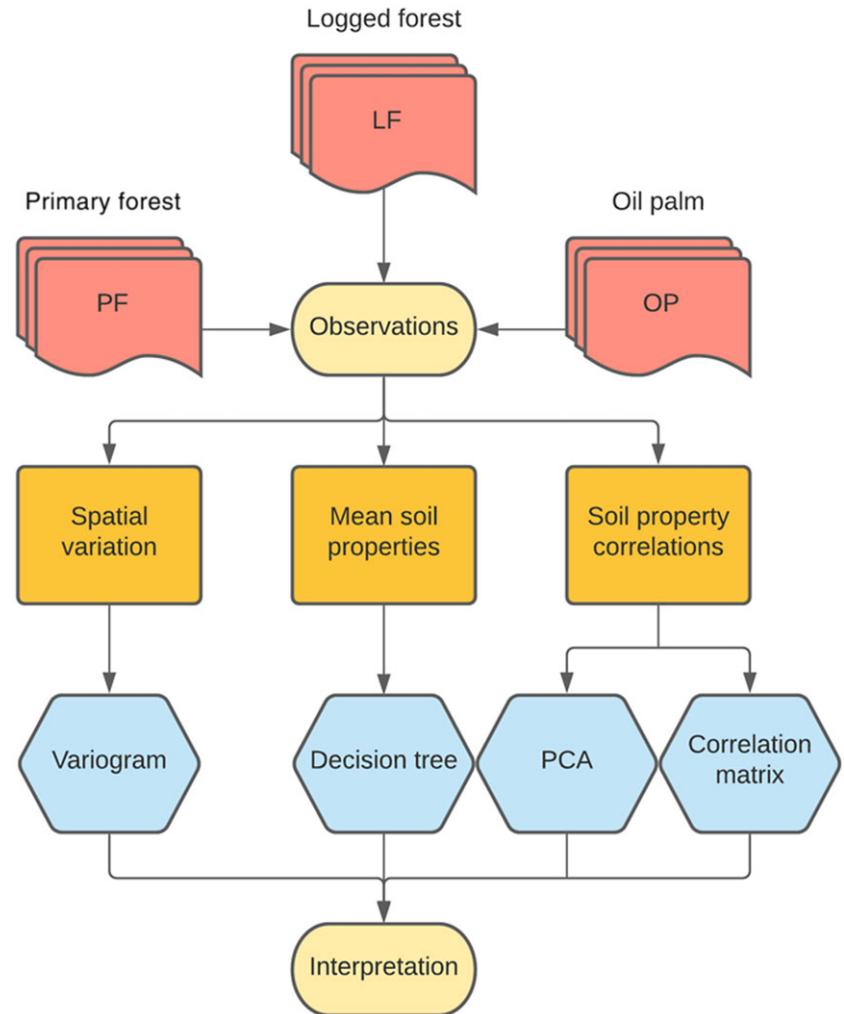 Logged forest
LF
Primary forest
PF
Oil palm
OP
Observations
Spatial
variation
Mean soil
properties
Soil property
correlations
Variogram
Decision tree
PCA
Correlation
matrix
Interpretation